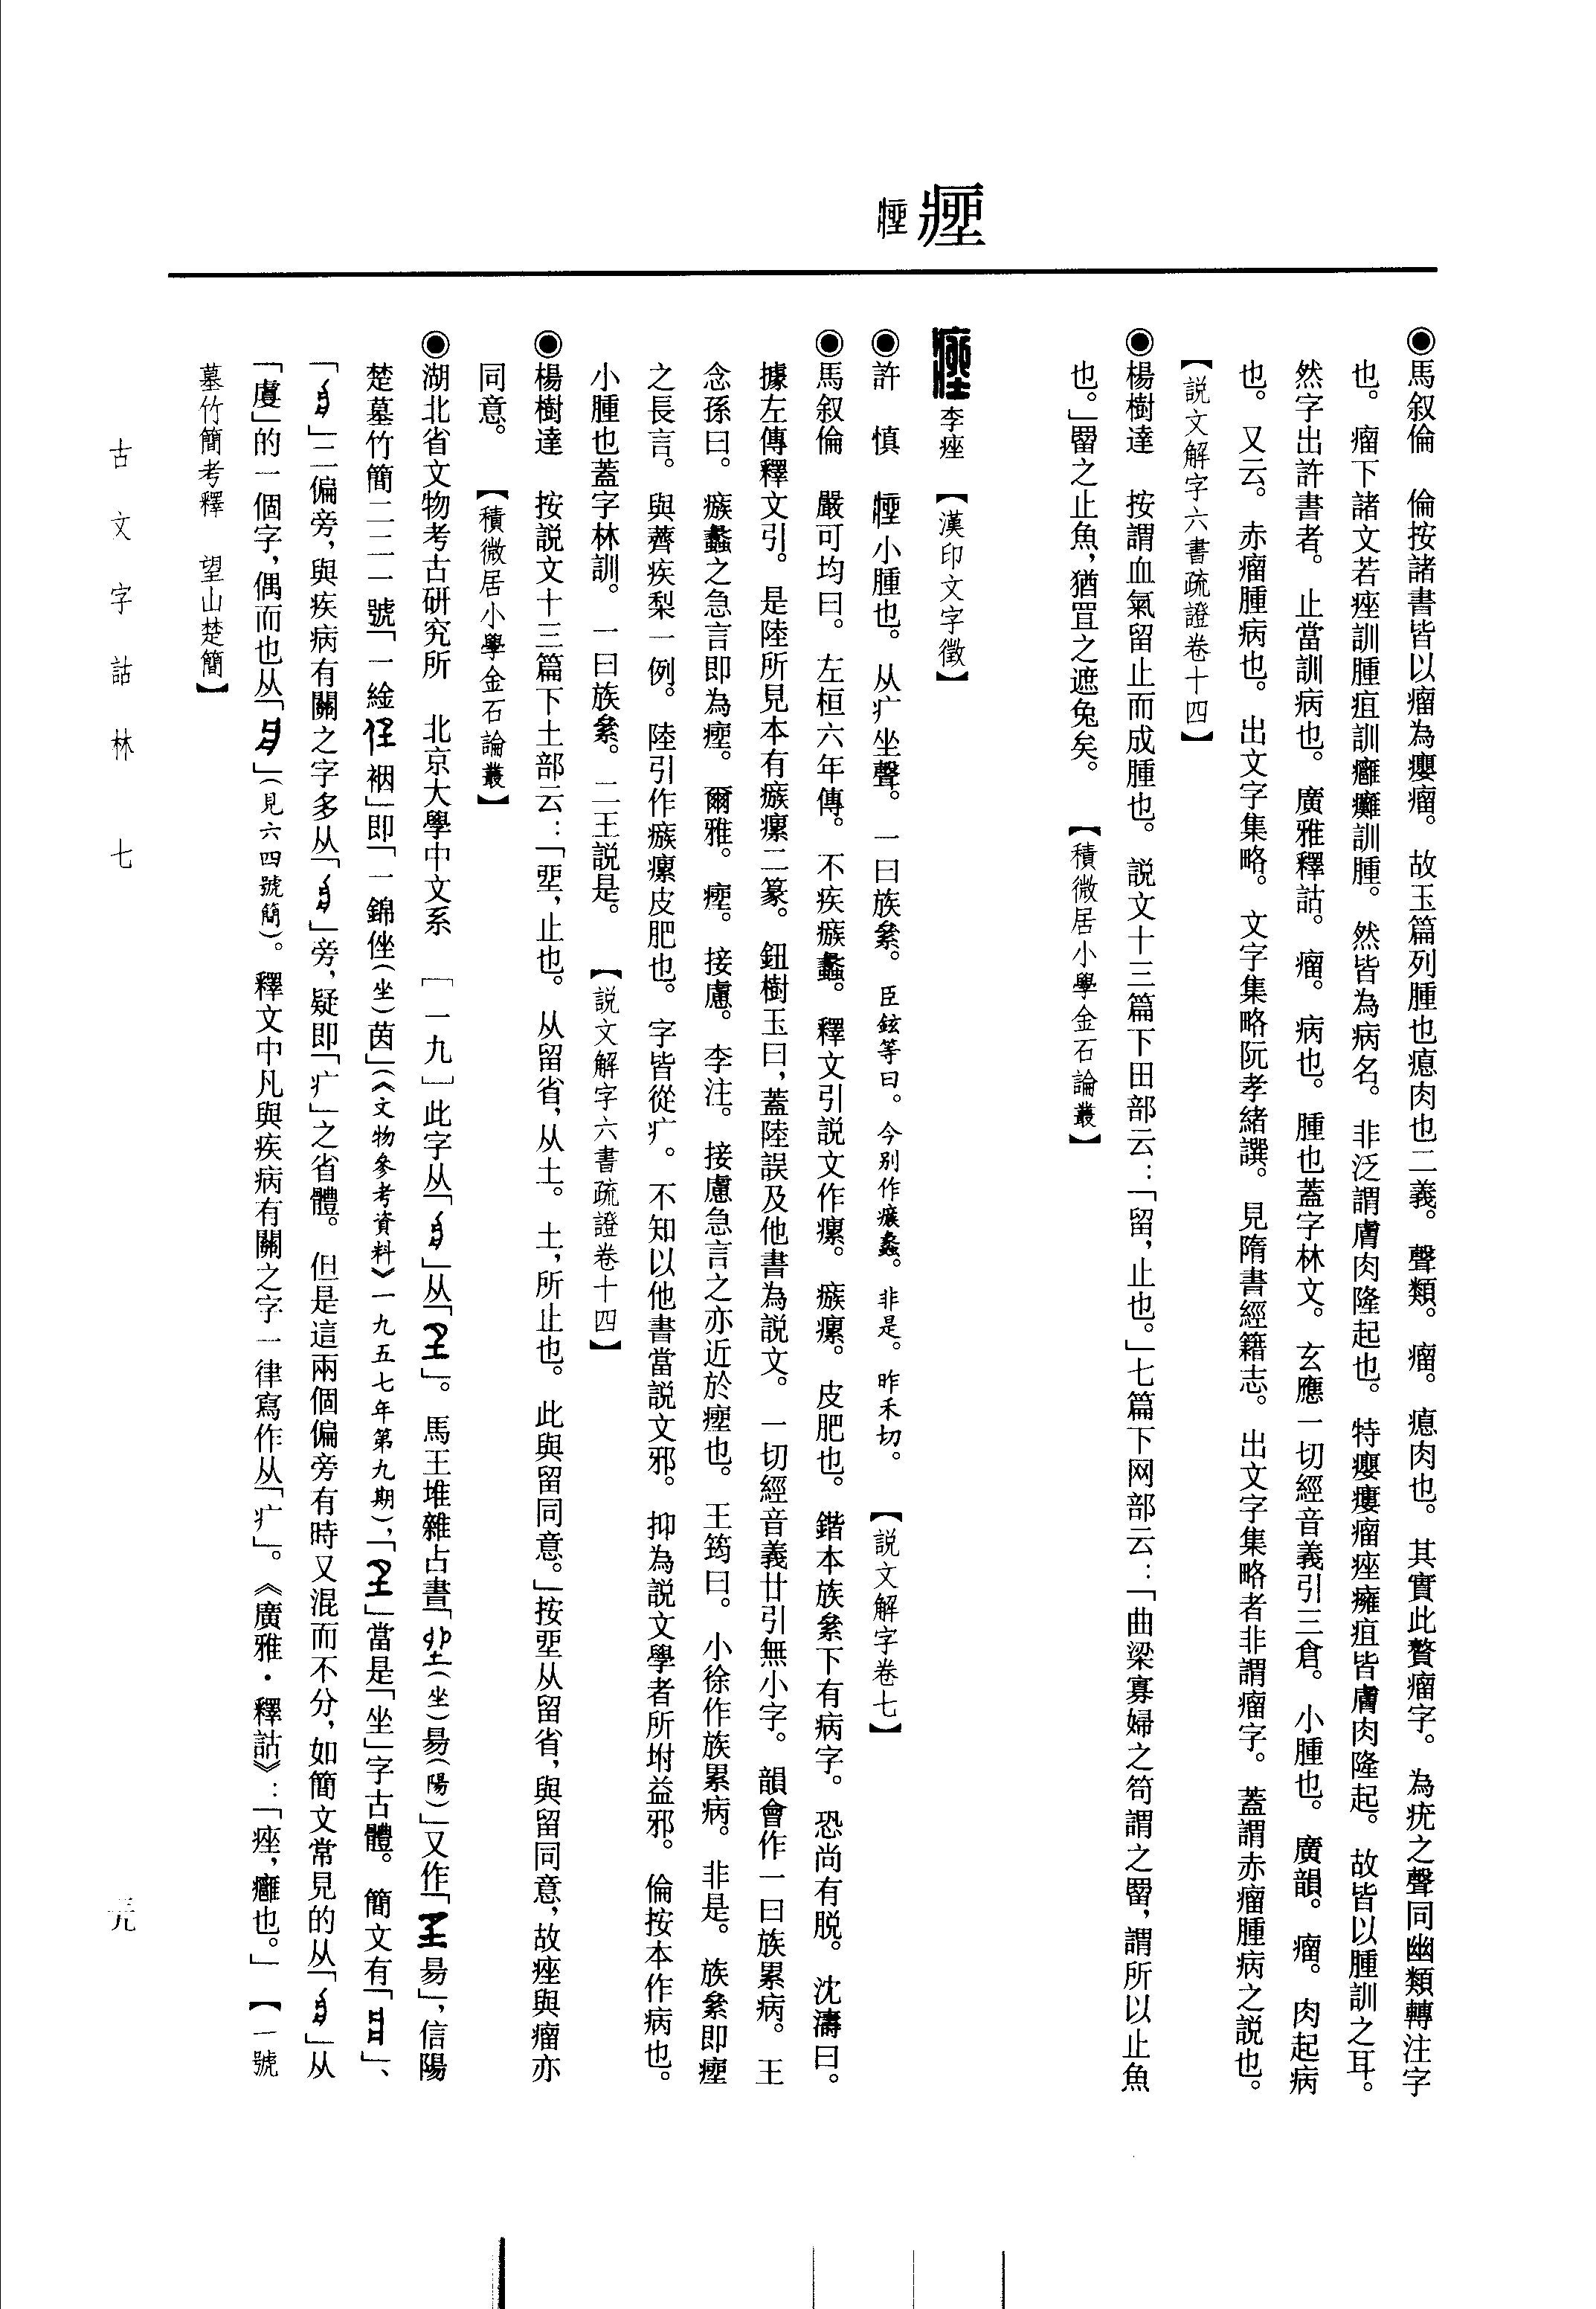 㾒
◉馬叙倫　倫按諸書皆以瘤為癭瘤。故玉篇列腫也瘜肉也二義。聲類。瘤。瘜肉也。其實此贅瘤字。為疣之聲同幽類轉注字
也。瘤下諸文若痤訓腫疽訓癰癰訓腫。然皆為病名。非泛謂膚肉隆起也。特癭瘻瘤痤癰疽皆膚肉隆起。故皆以腫訓之耳。
然字出許書者。止當訓病也。廣雅釋詁。瘤。病也。腫也蓋字林文。玄應一切經音義引三倉。小腫也。廣韻。瘤。肉起病
也。又云。赤瘤腫病也。出文字集略。文字集略阮孝緒譔。見隋書經籍志。出文字集略者非謂瘤字。蓋謂赤瘤腫病之説也。
【説文解字六書疏證卷十四】
◉楊樹達　按謂血氣留止而成腫也。説文十三篇下田部云：「留，止也。」七篇下网部云：「曲梁寡婦之笱謂之罶，謂所以止魚
也。」罶之止魚，猶罝之遮兔矣。　【積微居小學金石論叢】
李痤　【漢印文字徵】
◉許　慎　小腫也。从疒坐聲。一曰族絫。臣鉉等曰。今别作瘯蠡。非是。昨禾切。　【説文解字卷七】
◉馬叙倫　嚴可均曰。左桓六年傳。不疾瘯蠡。釋文引説文作瘰。瘯瘰。皮肥也。鍇本族絫下有病字。恐尚有脱。沈濤曰。
據左傳釋文引。是陸所見本有瘯瘰二篆。鈕樹玉曰，蓋陸誤及他書為説文。一切經音義廿引無小字。韻會作一曰族累病。王
念孫曰。瘯蠡之急言即為㾒。爾雅。㾒。接慮。李注。接慮急言之亦近於㾒也。王筠曰。小徐作族累病。非是。族絫即㾒
之長言。與薺疾梨一例。陸引作瘯瘰皮肥也。字皆從疒。不知以他書當説文邪。抑為説文學者所坿益邪。倫按本作病也。
小腫也蓋字林訓。一曰族絫。二王説是。　【説文解字六書疏證卷十四】
◉楊樹達　按説文十三篇下土部云：「坙，止也。从留省，从土。土，所止也。此與留同意。」按坙从留省，與留同意，故痤與瘤亦
同意。　【積微居小學金石論叢】
◉湖北省文物考古研究所　北京大學中文系　［一九］此字从「」从「」。馬王堆雜占書「（坐）昜（陽）」又作「昜」，信陽
楚墓竹簡二二一號「一䋮裀」即「一錦㘸（坐）茵」（《文物參考資料》一九五七年第九期），「」當是「坐」字古體。簡文有「」、
「」二偏旁，與疾病有關之字多从「」旁，疑即「疒」之省體。但是這兩個偏旁有時又混而不分，如簡文常見的从「」从
「虘」的一個字，偶而也从「」（見六四號簡）。釋文中凡與疾病有關之字一律寫作从「疒」。《廣雅・釋詁》：「痤，癰也。」　【一號
墓竹簡考釋　望山楚簡】
古文字詁林　七